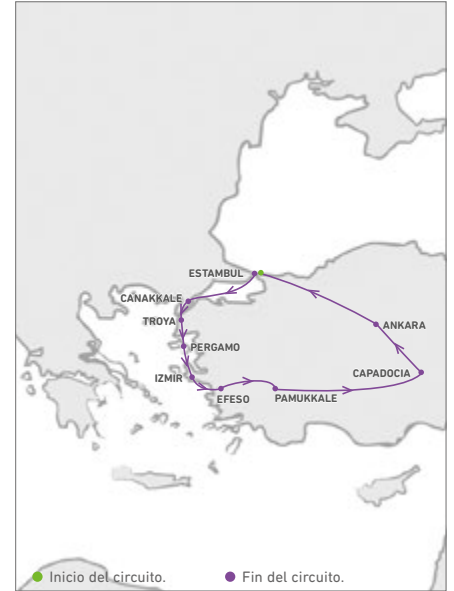 ESTAMBUL
CANAKKALE
TROYA
ANKARA
PERGAMO
CAPADOCIA
IZMIR
EFESO
PAMUKKALE
Inicio del circuito.
Fin del circuito.